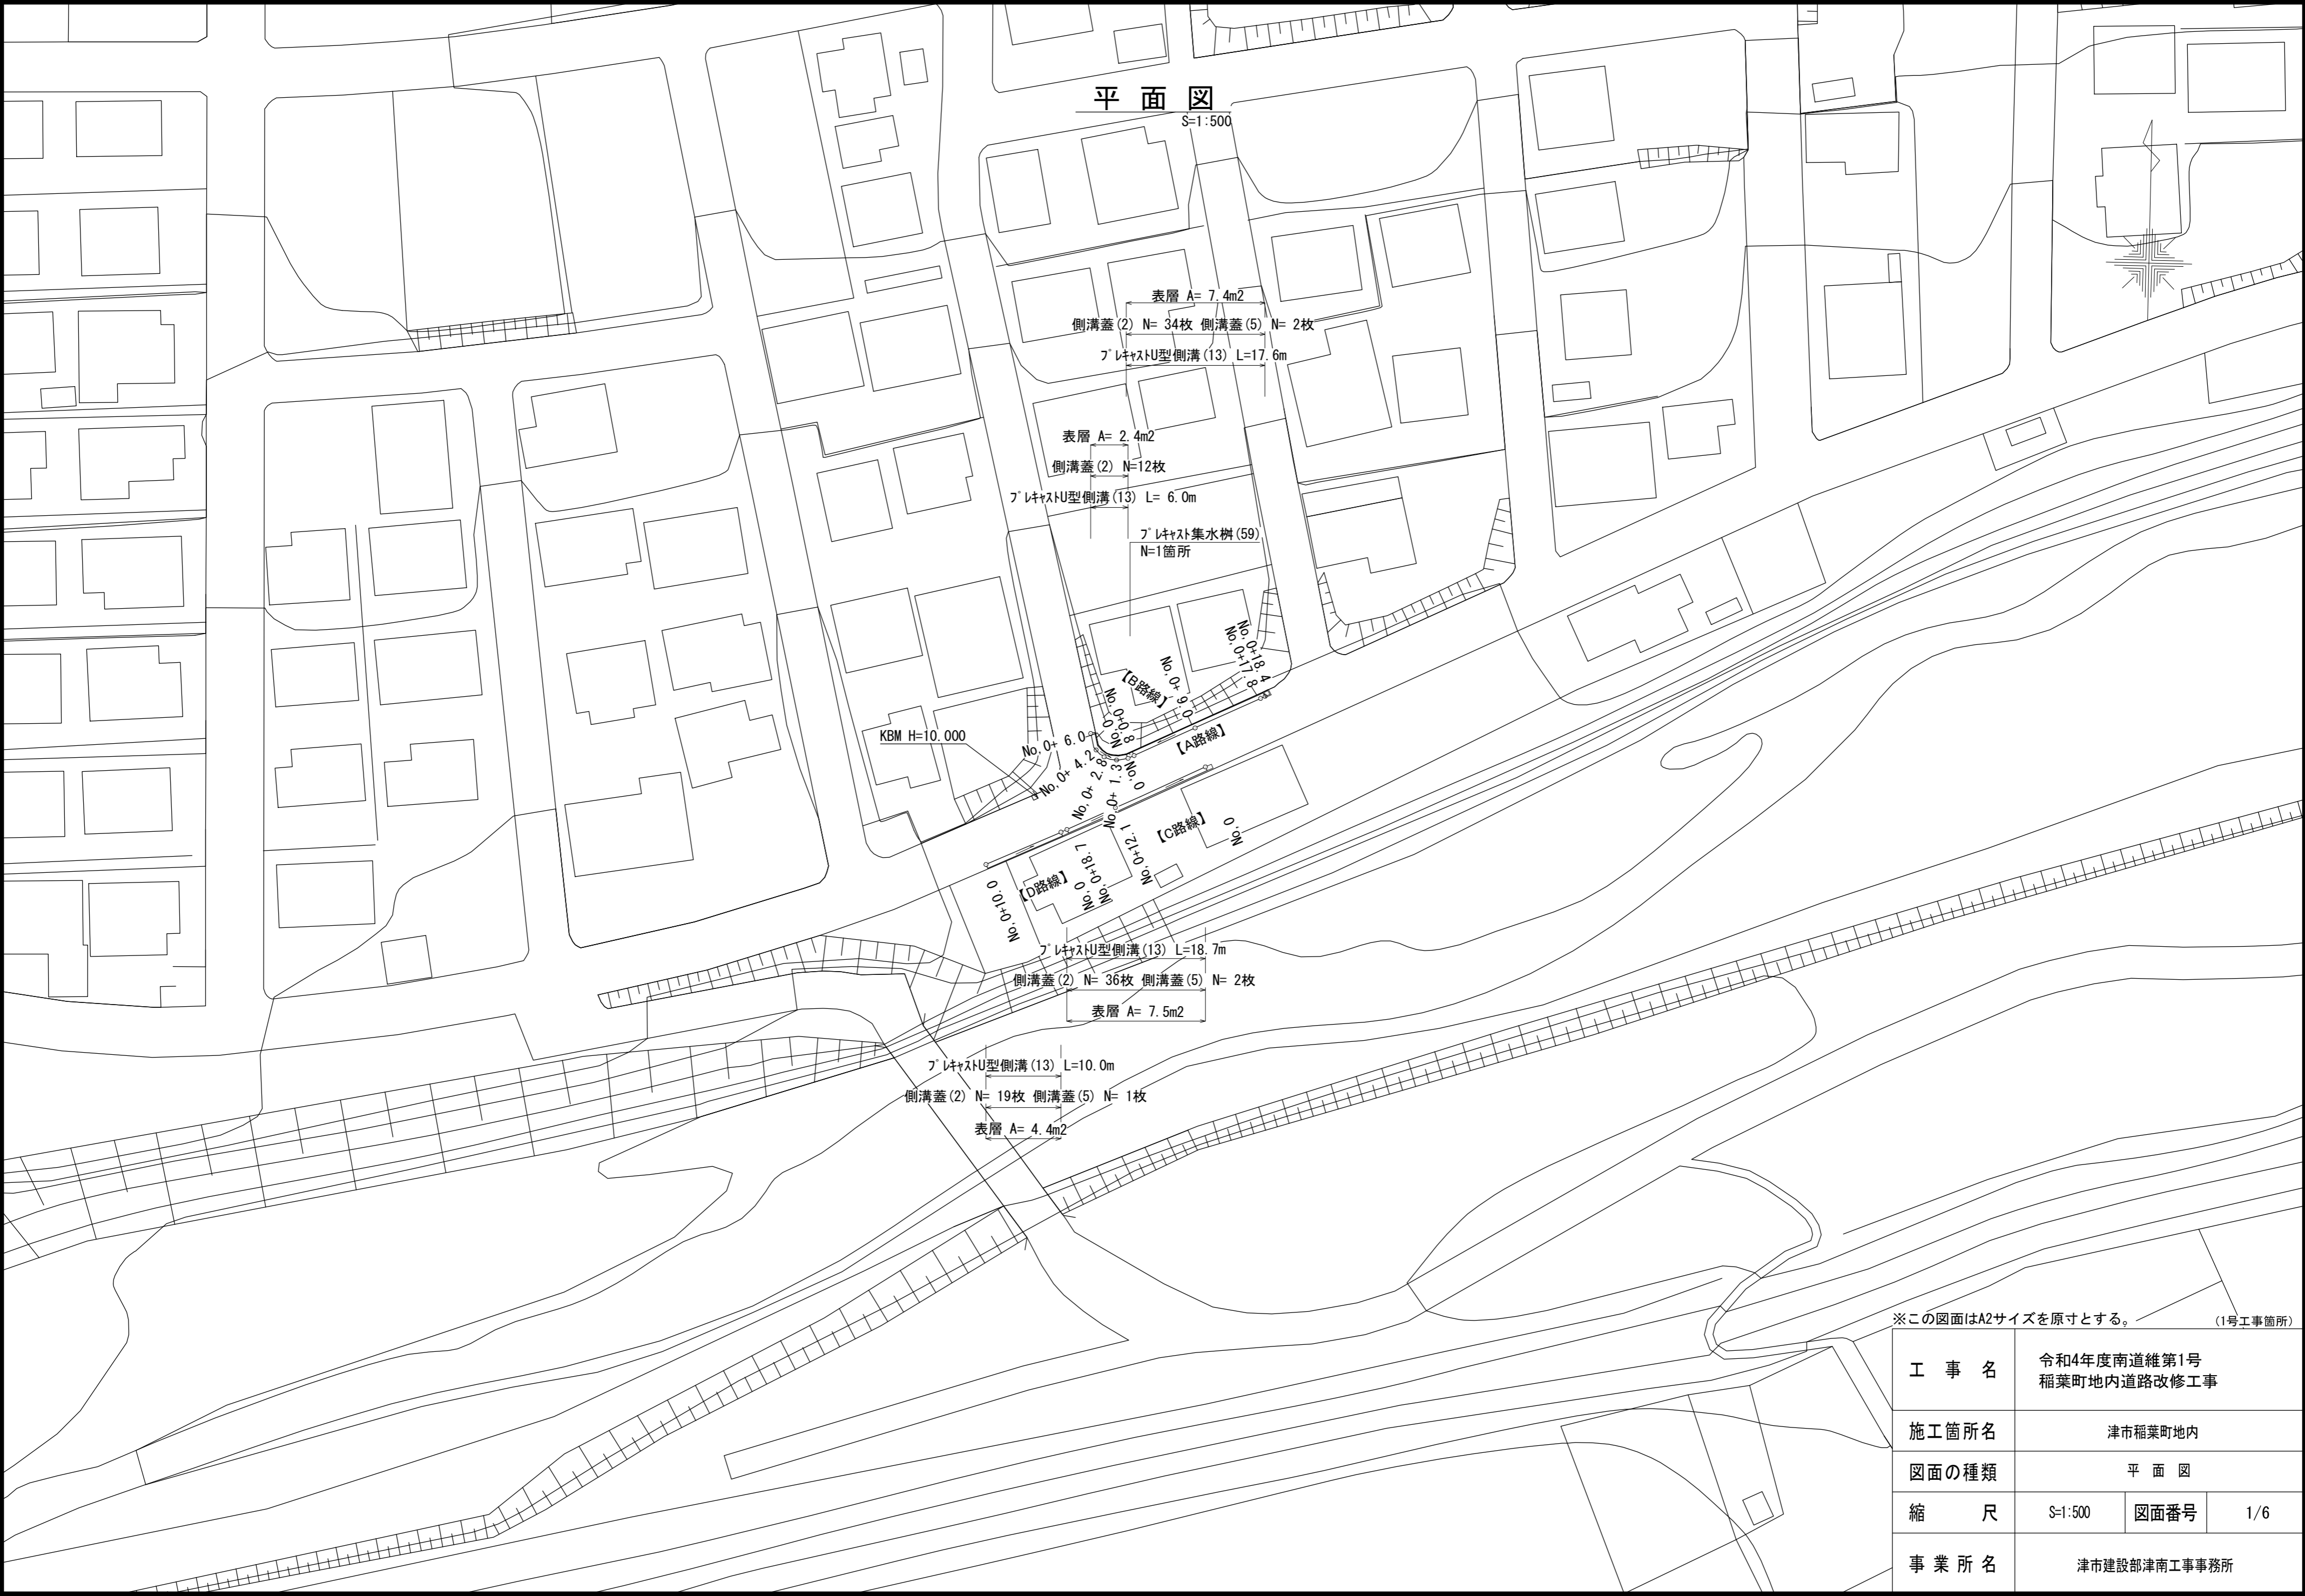 平 面 図
S=1:500
表層 A= 7.4m2
側溝蓋(2) N= 34枚 側溝蓋(5) N= 2枚
プレキャストU型側溝(13) L=17.6m
表層 A= 2.4m2
側溝蓋(2) N=12枚
プレキャストU型側溝(13) L= 6.0m
プレキャスト集水桝(59)
N=1箇所
No.0+18.4
No.0+17.8
No.0+ 9.0
【B路線】
No.0+0.8
No.0
【A路線】
KBM H=10.000
No.0+ 6.0
No.0+ 4.2
No.0+ 2.8
No.0+ 1.3
No.0
【C路線】
No.0
No.0+12.1
No.0+18.7
No.0
【D路線】
No.0+10.0
プレキャストU型側溝(13) L=18.7m
側溝蓋(2) N= 36枚 側溝蓋(5) N= 2枚
表層 A= 7.5m2
プレキャストU型側溝(13) L=10.0m
側溝蓋(2) N= 19枚 側溝蓋(5) N= 1枚
表層 A= 4.4m2
※この図面はA2サイズを原寸とする。
(1号工事箇所)
工 事 名 令和4年度南道維第1号
稲葉町地内道路改修工事
施工箇所名 津市稲葉町地内
図面の種類 平 面 図
縮 尺 S=1:500 図面番号 1/6
事業所名 津市建設部津南工事事務所